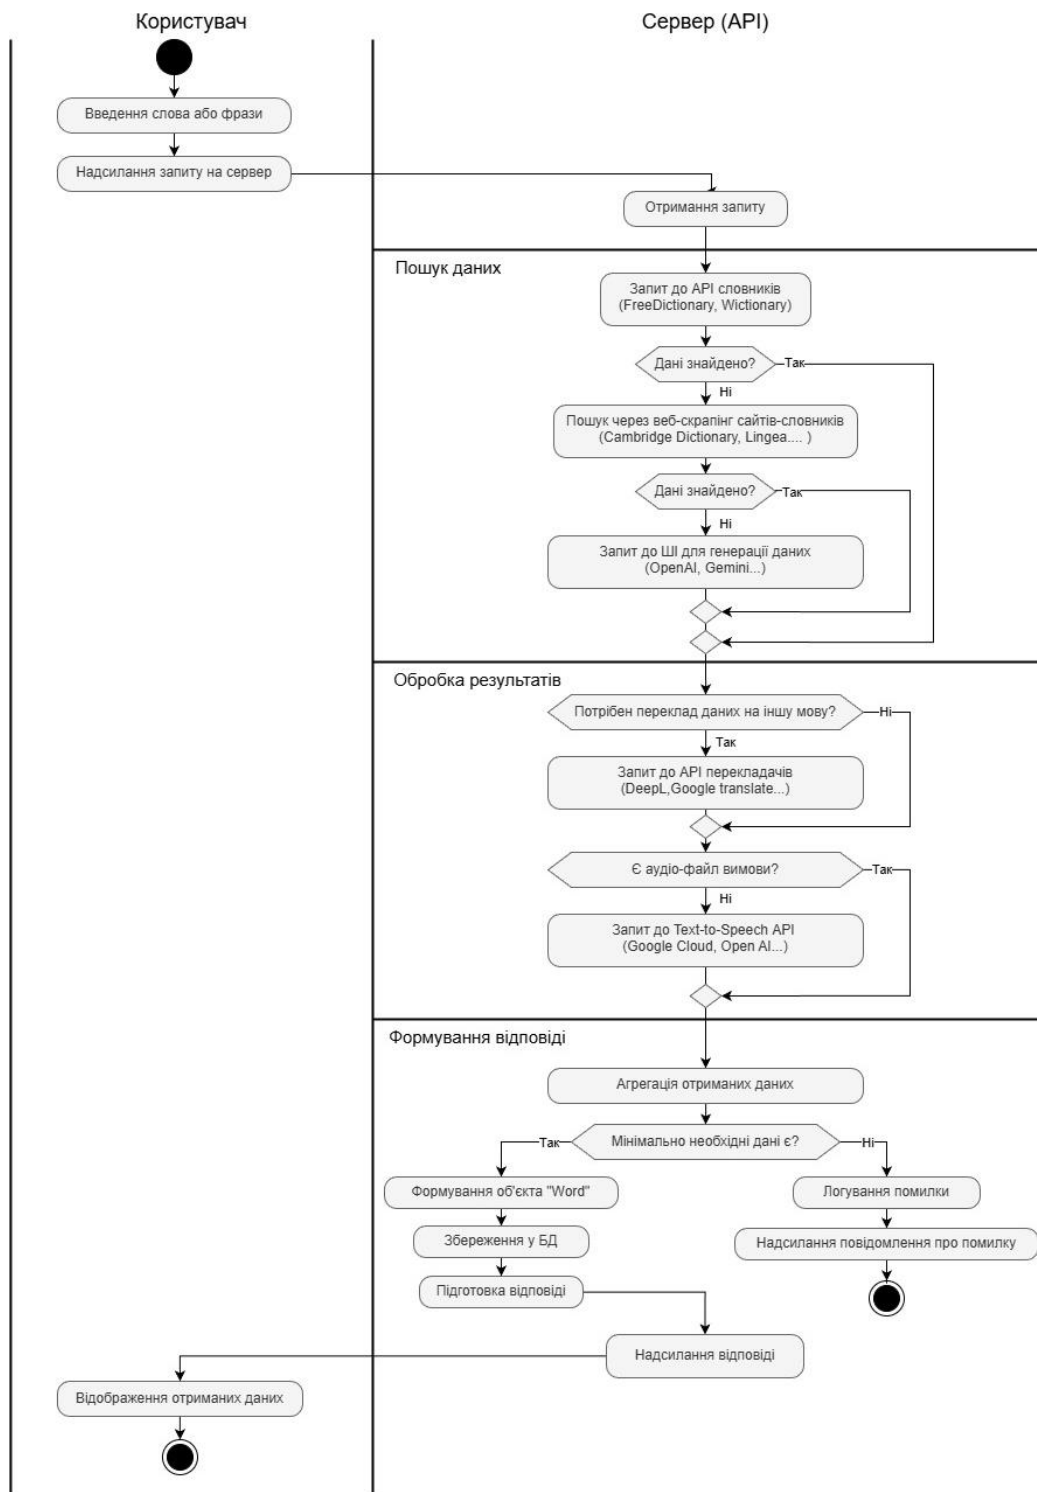 Користувач
Сервер (API)
Введення слова або фрази
Надсилання запиту на сервер
Отримання запиту
Пошук даних
Запит до API словників
(FreeDictionary, Wictionary)
Дані знайдено?
Так
Ні
Пошук через веб-скрапінг сайтів-словників
(Cambridge Dictionary, Lingea.... )
Дані знайдено?
Так
Ні
Запит до ШІ для генерації даних
(OpenAI, Gemini...)
Обробка результатів
Потрібен переклад даних на іншу мову?
Ні
Так
Запит до API перекладачів
(DeepL,Google translate...)
Є аудіо-файл вимови?
Так
Ні
Запит до Text-to-Speech API
(Google Cloud, Open AI...)
Формування відповіді
Агрегація отриманих даних
Мінімально необхідні дані є?
Так
Ні
Формування об'єкта "Word"
Логування помилки
Збереження у БД
Надсилання повідомлення про помилку
Підготовка відповіді
Надсилання відповіді
Відображення отриманих даних